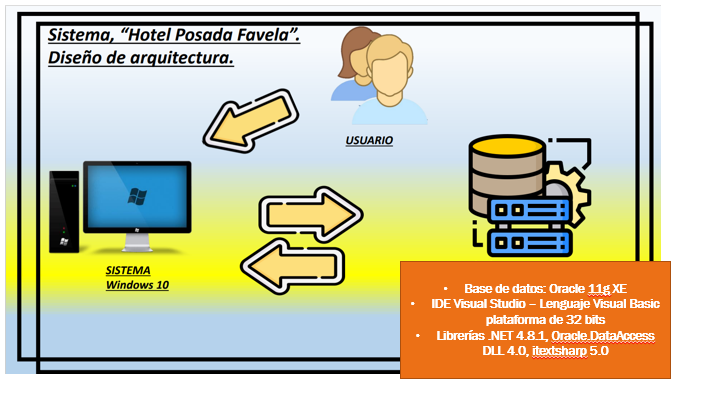 Sistema, “Hotel Posada Favela”.
Diseño de arquitectura.
USUARIO
SISTEMA
Windows 10
• Base de datos: Oracle 11g XE
• IDE Visual Studio – Lenguaje Visual Basic
plataforma de 32 bits
• Librerías .NET 4.8.1, Oracle.DataAccess
DLL 4.0, itextsharp 5.0